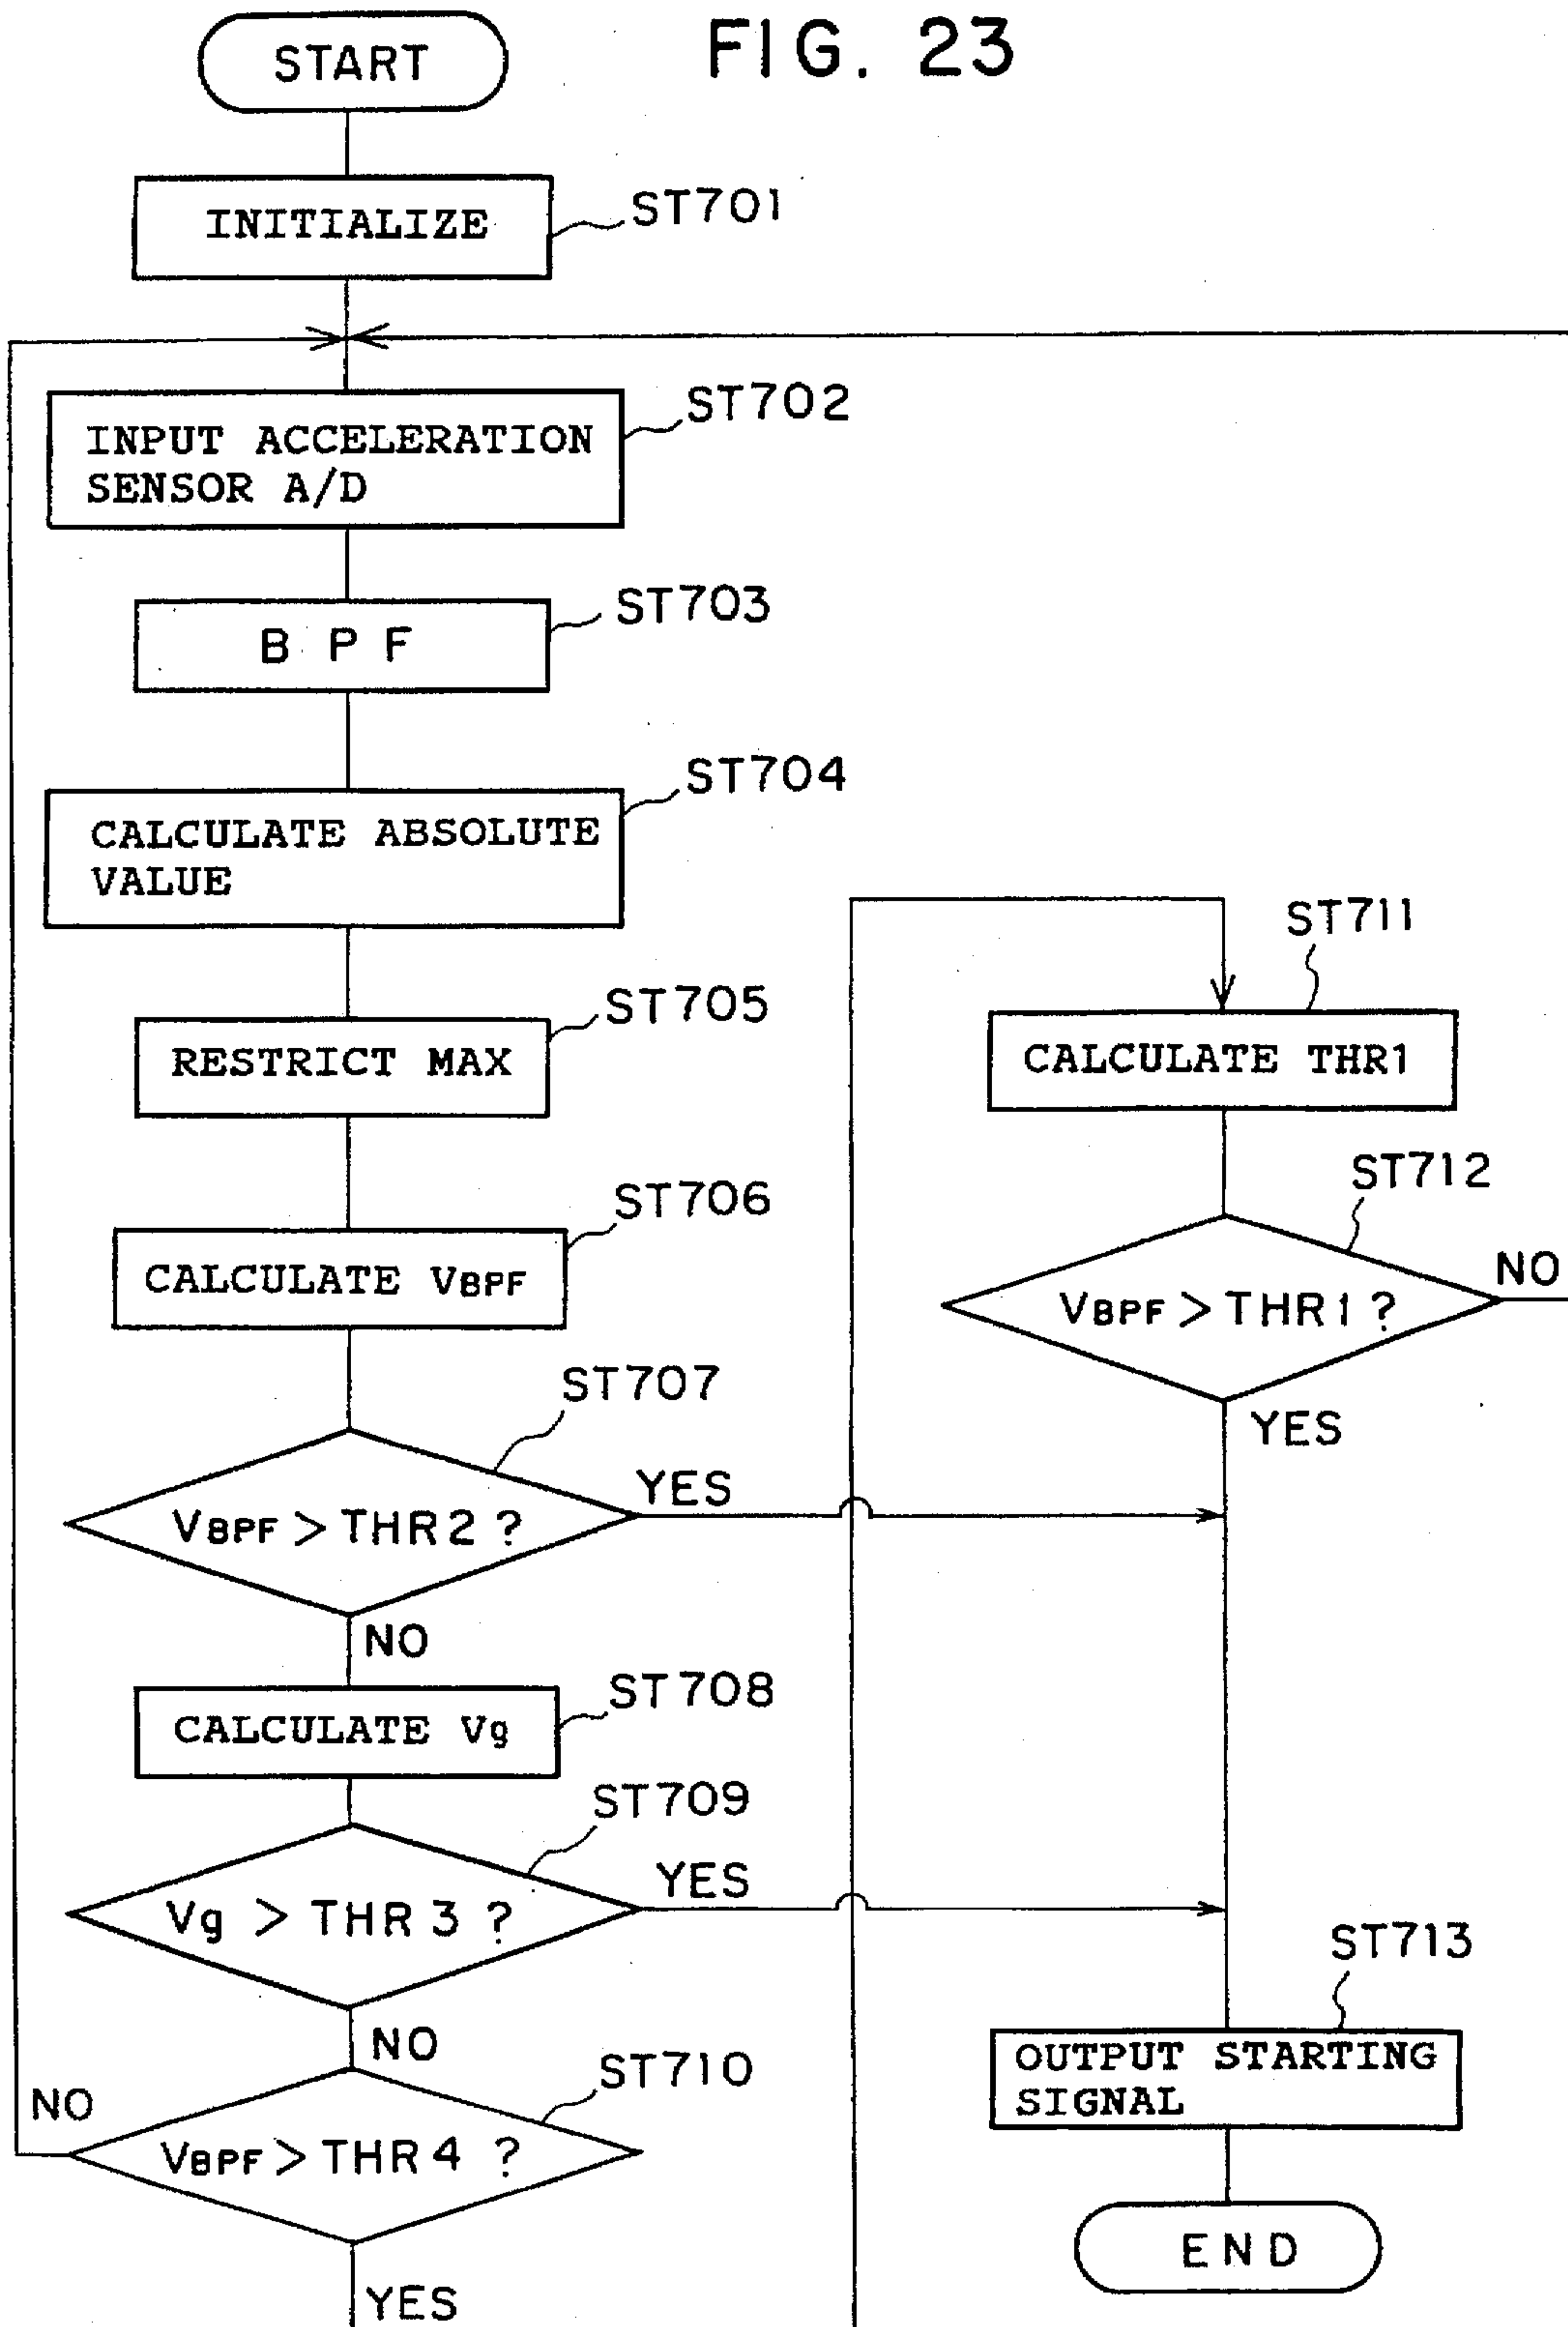 FIG. 23
START
INITIALIZE
ST701
INPUT ACCELERATION
SENSOR A/D
ST702
BPF
ST703
CALCULATE ABSOLUTE
VALUE
ST704
RESTRICT MAX
ST705
CALCULATE VBPF
ST706
VBPF > THR2 ?
ST707
YES
NO
CALCULATE Vg
ST708
Vg > THR3 ?
ST709
YES
NO
VBPF > THR4 ?
ST710
NO
YES
CALCULATE THR1
ST711
VBPF > THR1 ?
ST712
NO
YES
OUTPUT STARTING
SIGNAL
ST713
END